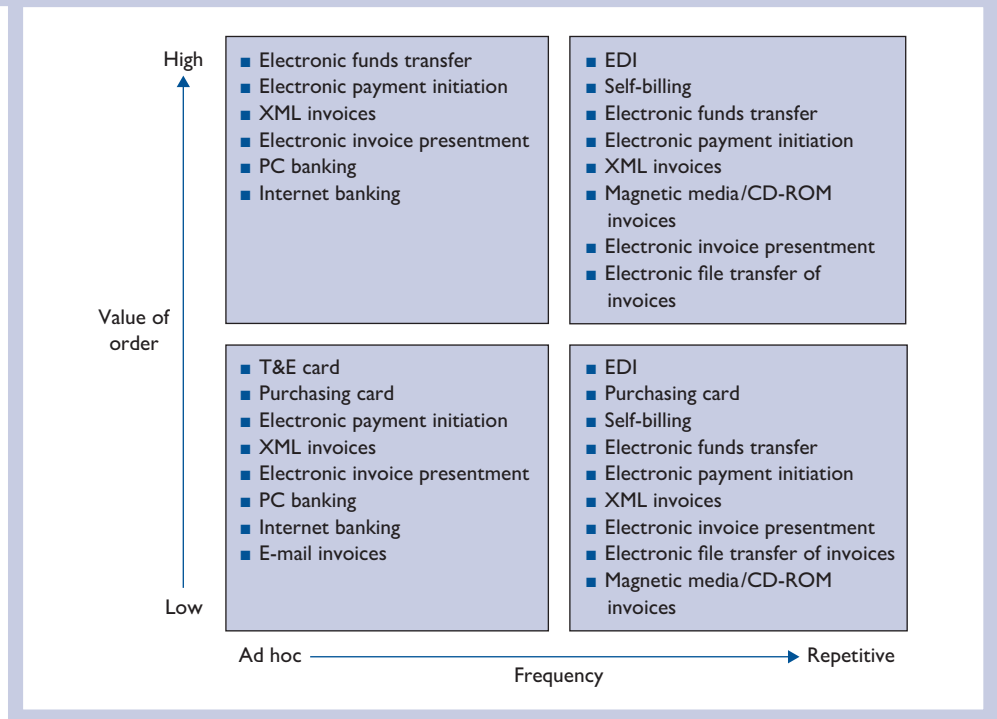 High
■ Electronic funds transfer
■ Electronic payment initiation
■ XML invoices
■ Electronic invoice presentment
■ PC banking
■ Internet banking
■ EDI
■ Self-billing
■ Electronic funds transfer
■ Electronic payment initiation
■ XML invoices
■ Magnetic media/CD-ROM
invoices
■ Electronic invoice presentment
■ Electronic file transfer of
invoices
Value of
order
■ T&E card
■ Purchasing card
■ Electronic payment initiation
■ XML invoices
■ Electronic invoice presentment
■ PC banking
■ Internet banking
■ E-mail invoices
■ EDI
■ Purchasing card
■ Self-billing
■ Electronic funds transfer
■ Electronic payment initiation
■ XML invoices
■ Electronic invoice presentment
■ Electronic file transfer of invoices
■ Magnetic media/CD-ROM
invoices
Low
Ad hoc
Repetitive
Frequency